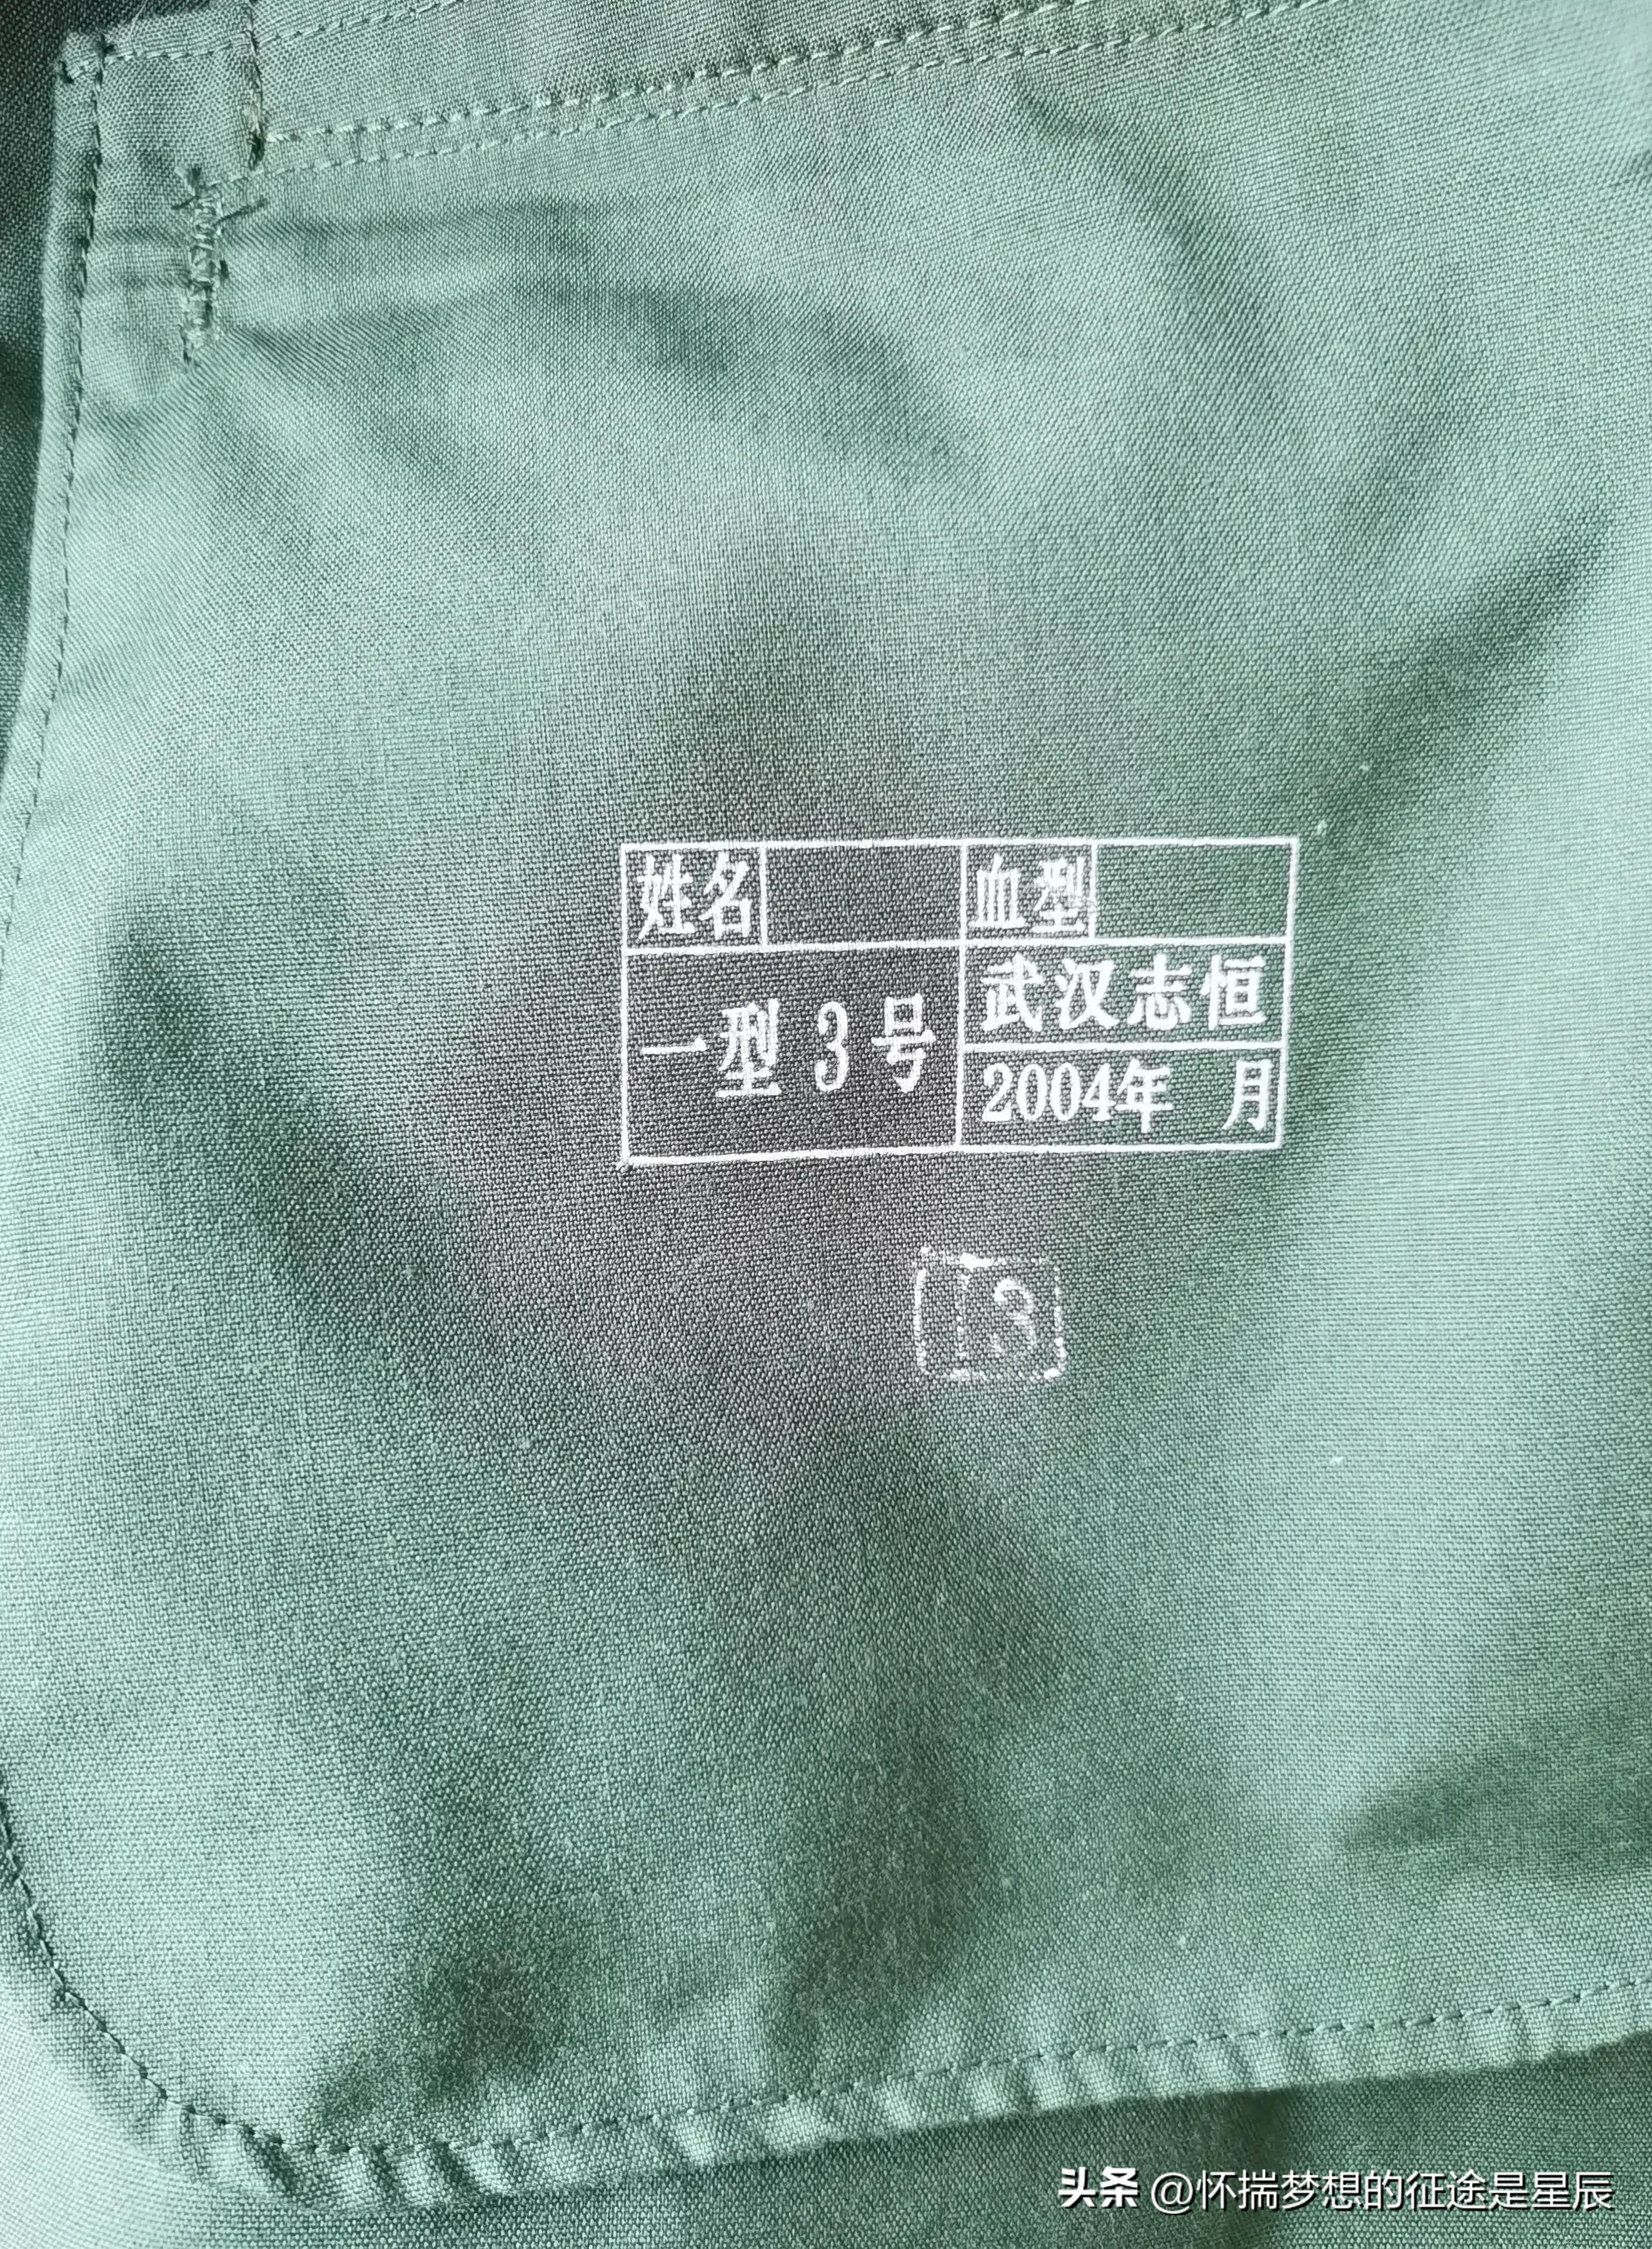 姓名 血型
一型 3 号
武汉志恒
2004年 月
3
头条 @怀揣梦想的征途是星辰